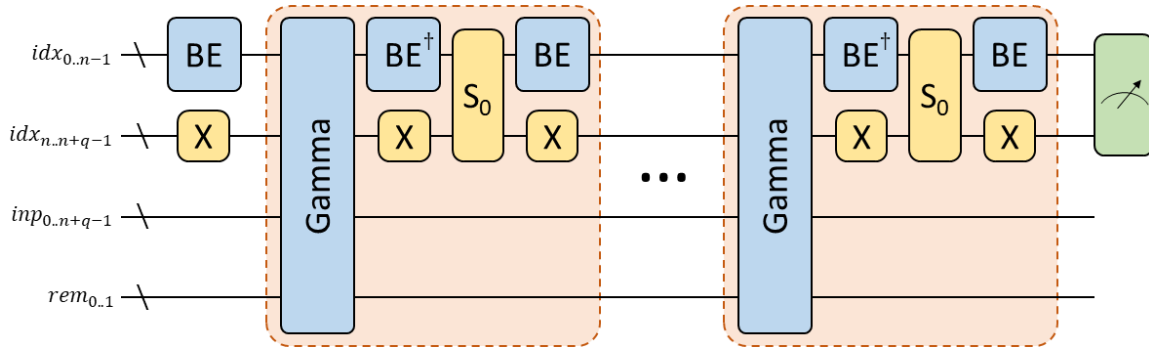 idx₀..ₙ₋₁ BE BE† BE BE† BE
S₀ S₀
idxₙ..ₙ₊q₋₁ X X X X X
Gamma Gamma
...
inp₀..ₙ₊q₋₁
rem₀..₁